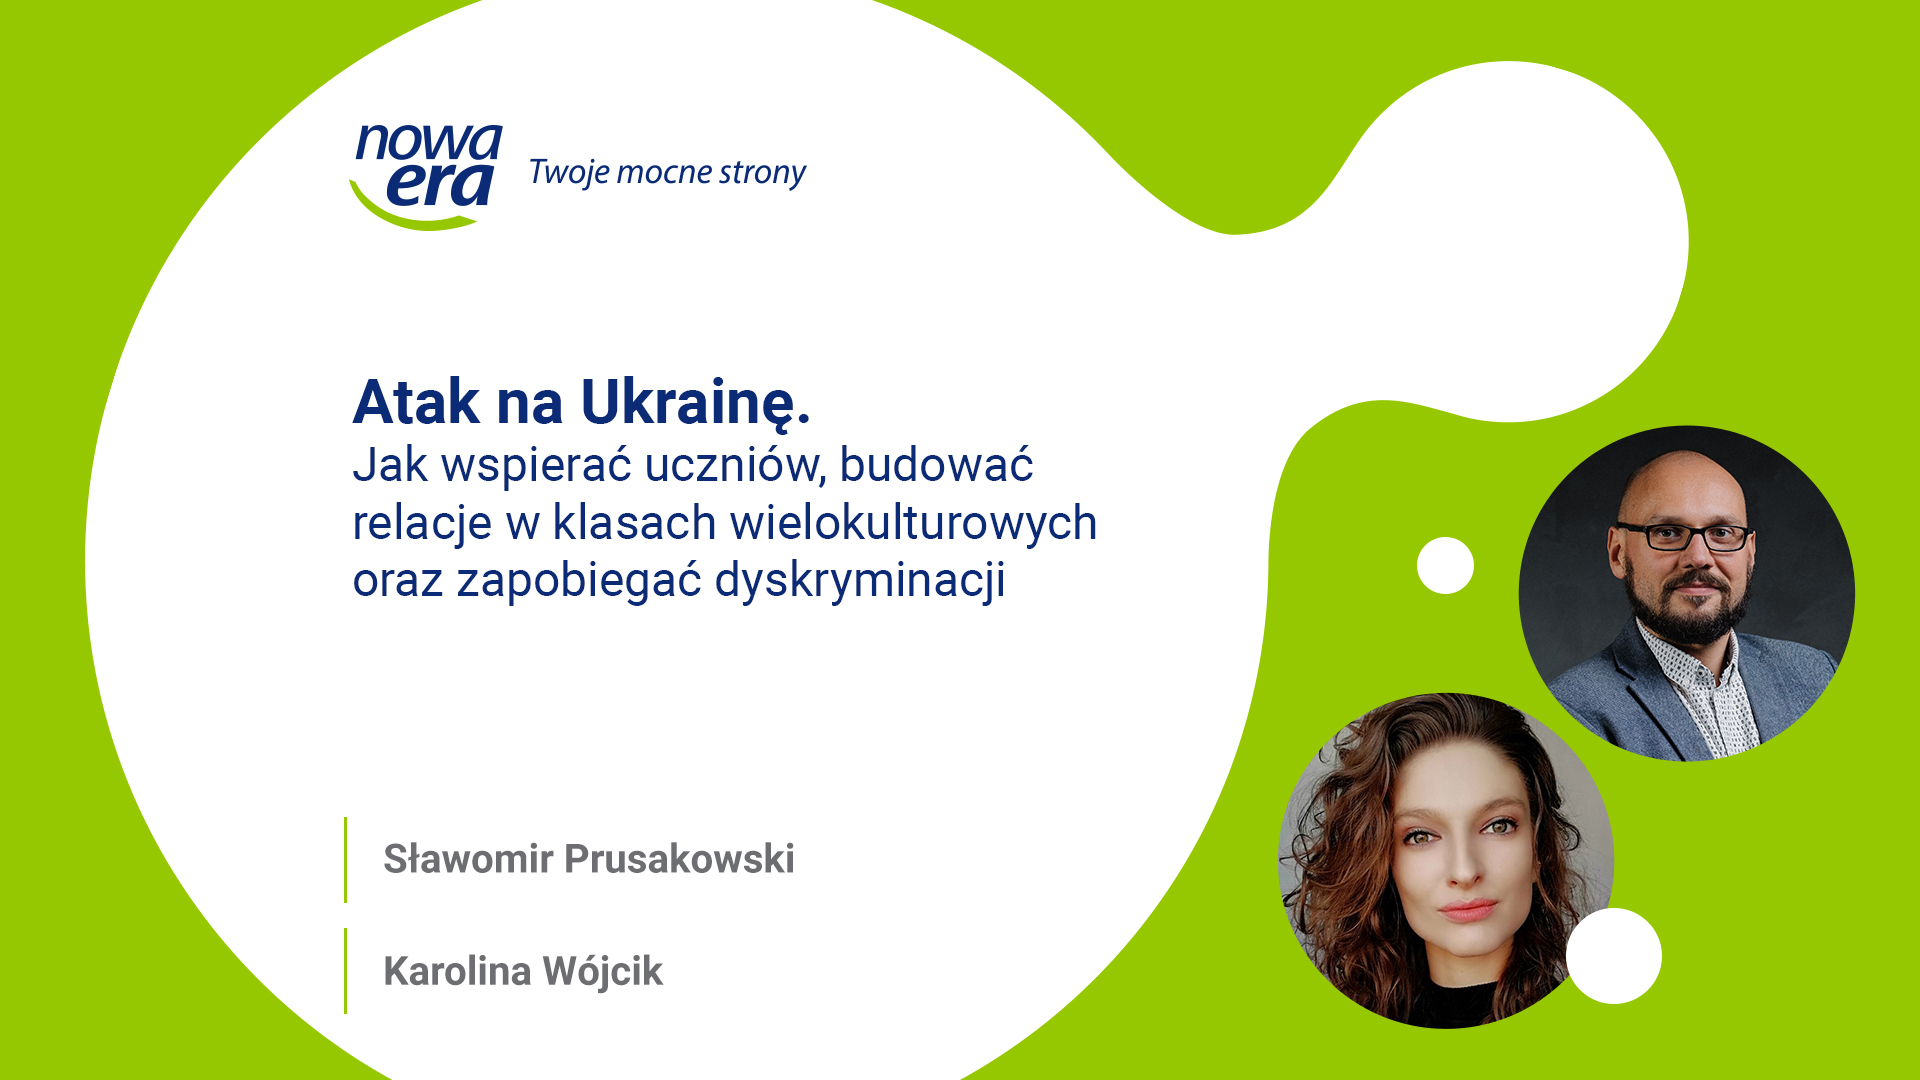 nowa
era
Twoje mocne strony
Atak na Ukrainę.
Jak wspierać uczniów, budować
relacje w klasach wielokulturowych
oraz zapobiegać dyskryminacji
Sławomir Prusakowski
Karolina Wójcik